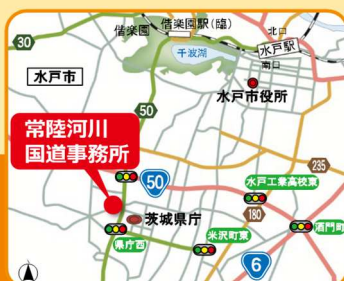 偕楽園
偕楽園駅(臨)
北口
水戸駅
南口
30
千波湖
水戸市
50
水戸市役所
常陸河川
国道事務所
235
50
水戸工業高校東
茨城県庁
180
酒門町
県庁西
米沢町東
6